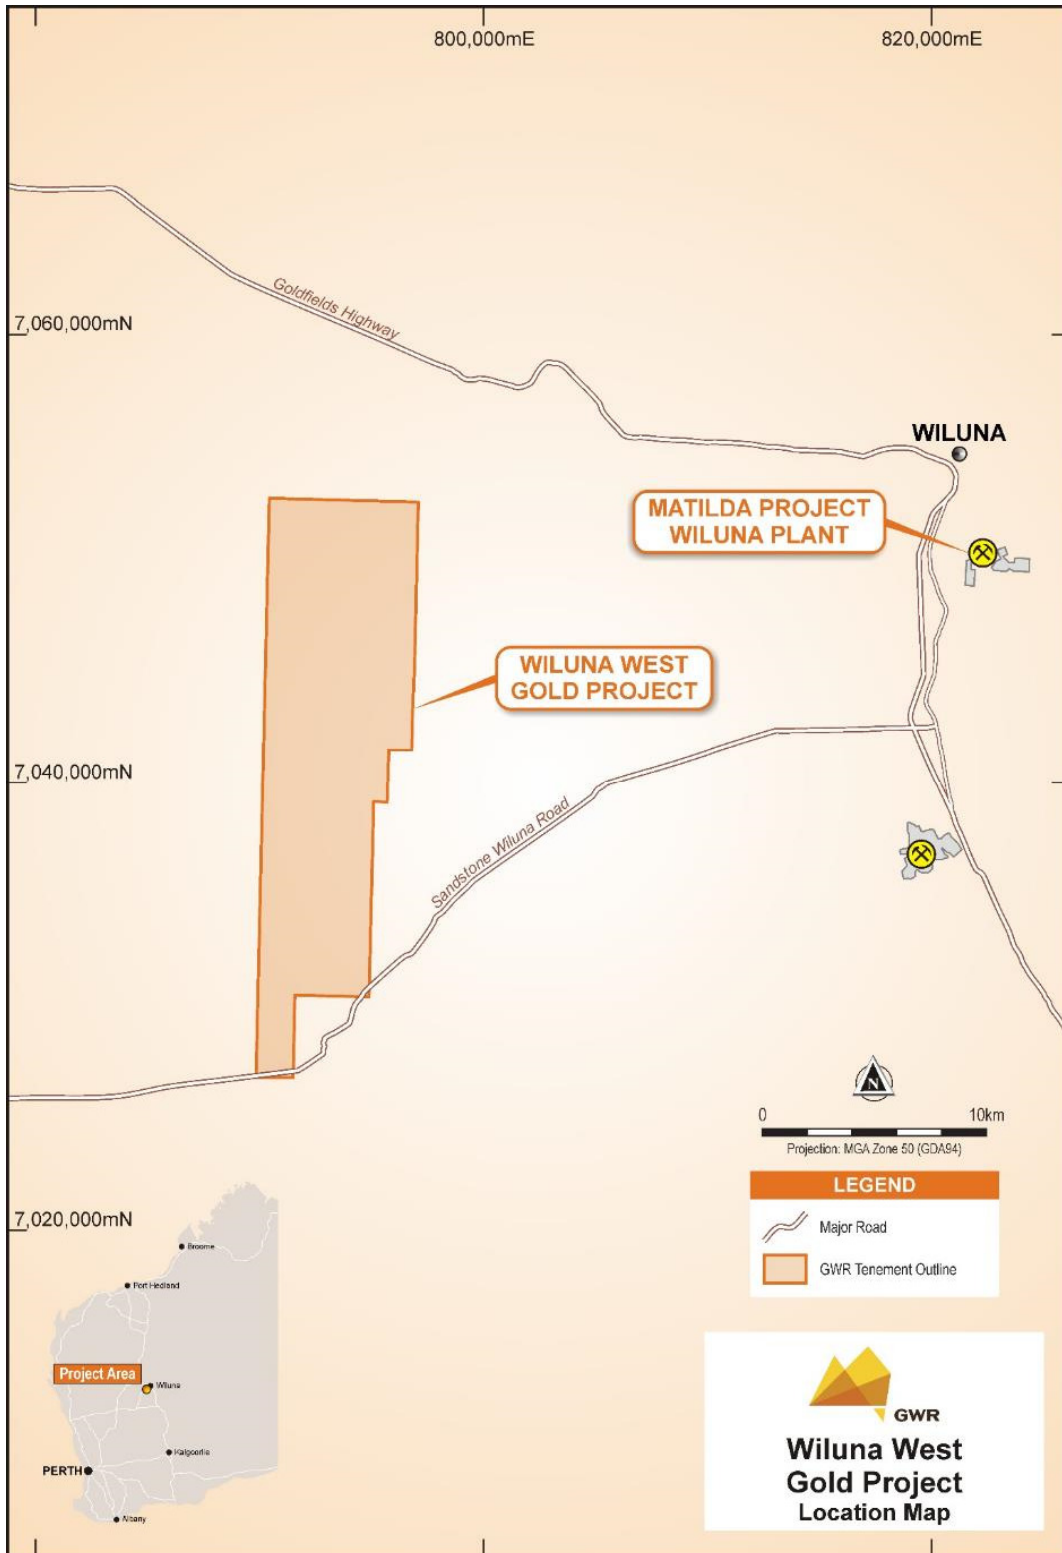 800,000mE
820,000mE
Goldfields Highway
7,060,000mN
WILUNA
MATILDA PROJECT
WILUNA PLANT
WILUNA WEST
GOLD PROJECT
7,040,000mN
Sandstone Wiluna Road
N
0 10km
Projection: MGA Zone 50 (GDA94)
LEGEND
Major Road
GWR Tenement Outline
7,020,000mN
Broome
Port Hedland
Project Area
Wiluna
Kalgoorlie
PERTH
Albany
GWR
Wiluna West
Gold Project
Location Map